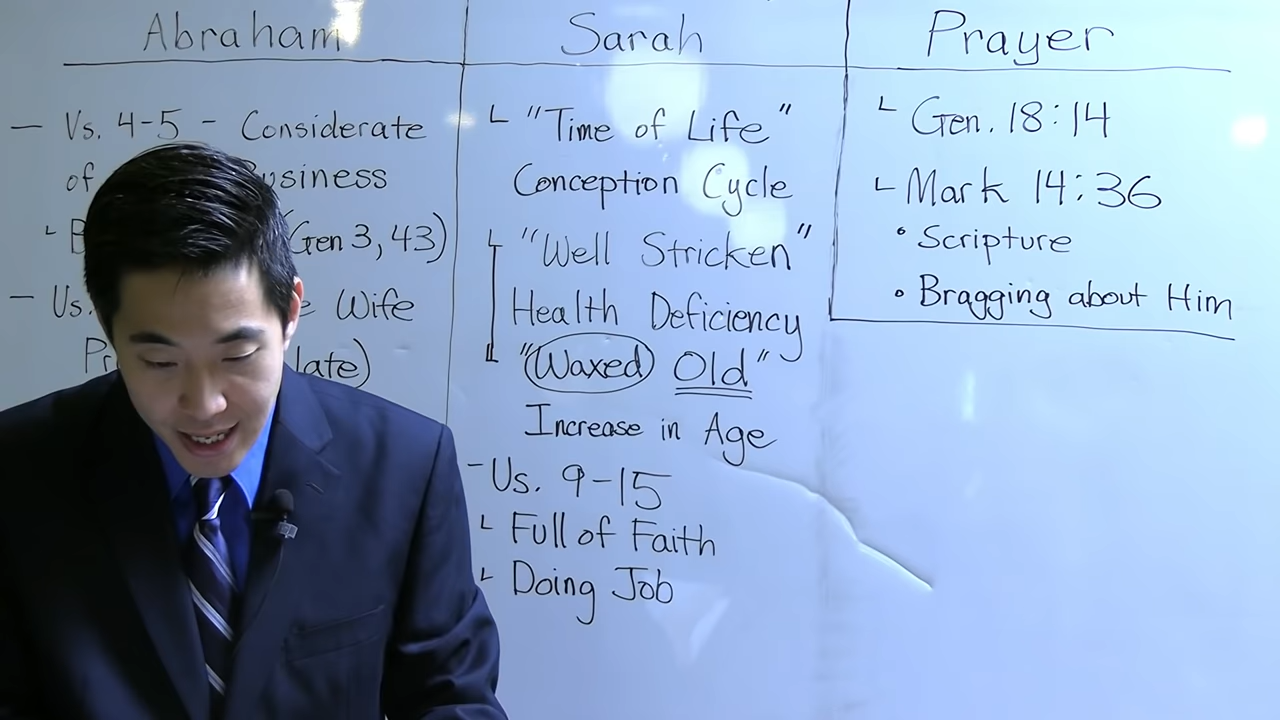 Abraham
— Vs. 4-5 - Considerate
of usiness
(Gen 3, 43)
— Vs. Wife
Pr late)
Sarah
"Time of Life"
Conception Cycle
"Well Stricken"
Health Deficiency
"Waxed Old"
Increase in Age
- Vs. 9-15
Full of Faith
Doing Job
Prayer
Gen. 18:14
Mark 14:36
• Scripture
• Bragging about Him